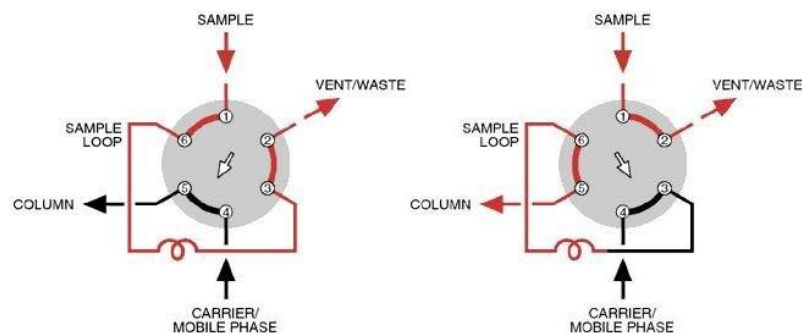 SAMPLE
VENT/WASTE
1
2
3
4
5
6
SAMPLE
LOOP
COLUMN
CARRIER/
MOBILE PHASE
SAMPLE
VENT/WASTE
1
2
3
4
5
6
SAMPLE
LOOP
COLUMN
CARRIER/
MOBILE PHASE